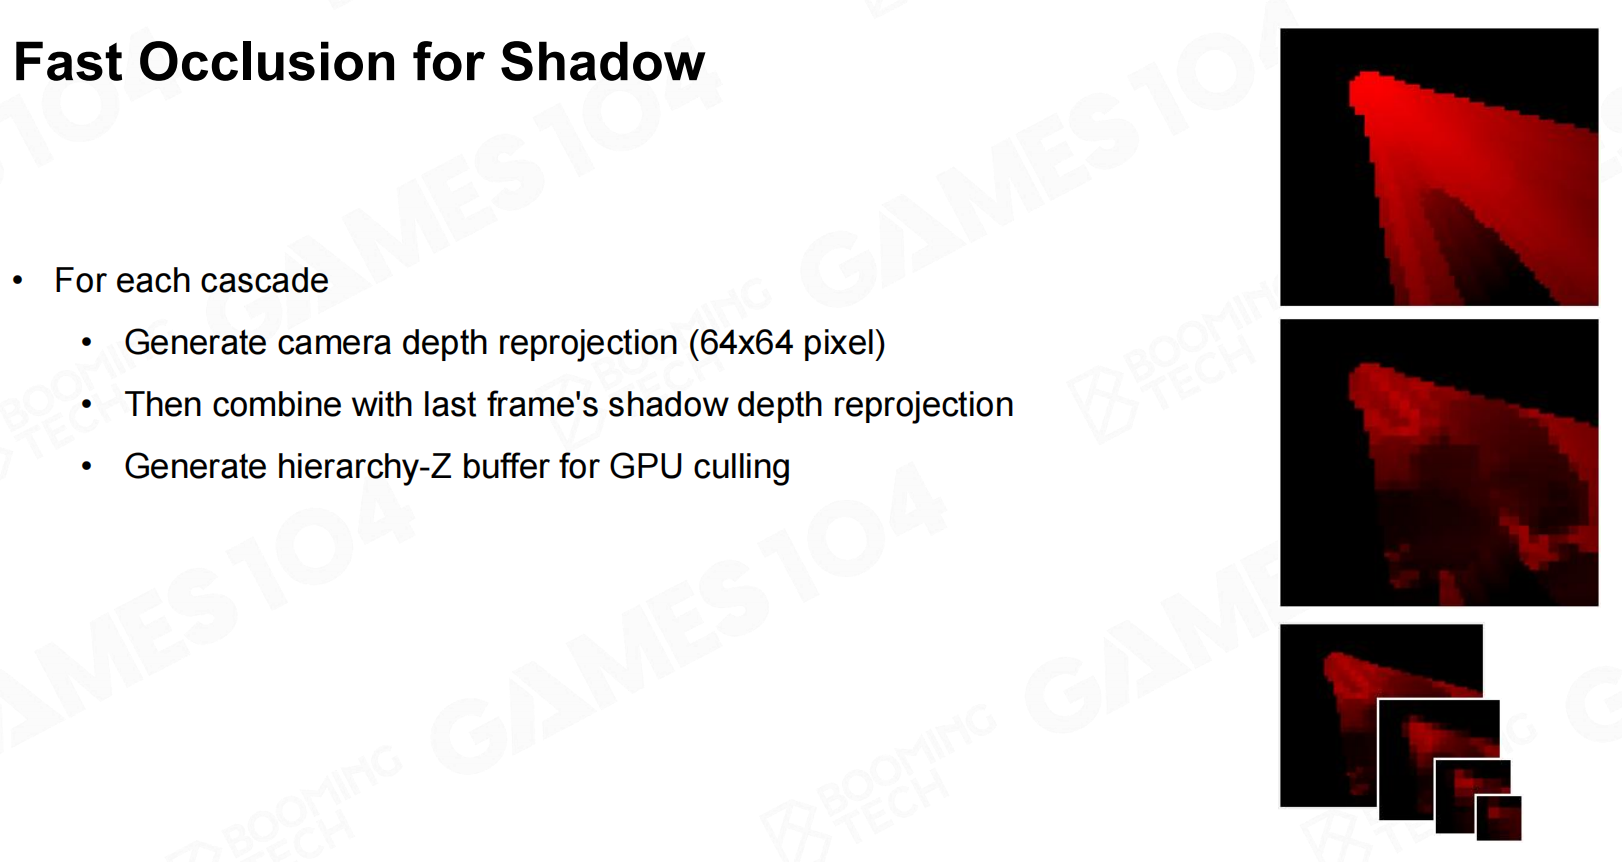 Fast Occlusion for Shadow
• For each cascade
• Generate camera depth reprojection (64x64 pixel)
• Then combine with last frame's shadow depth reprojection
• Generate hierarchy-Z buffer for GPU culling
GAMES104
BOOMING
TECH